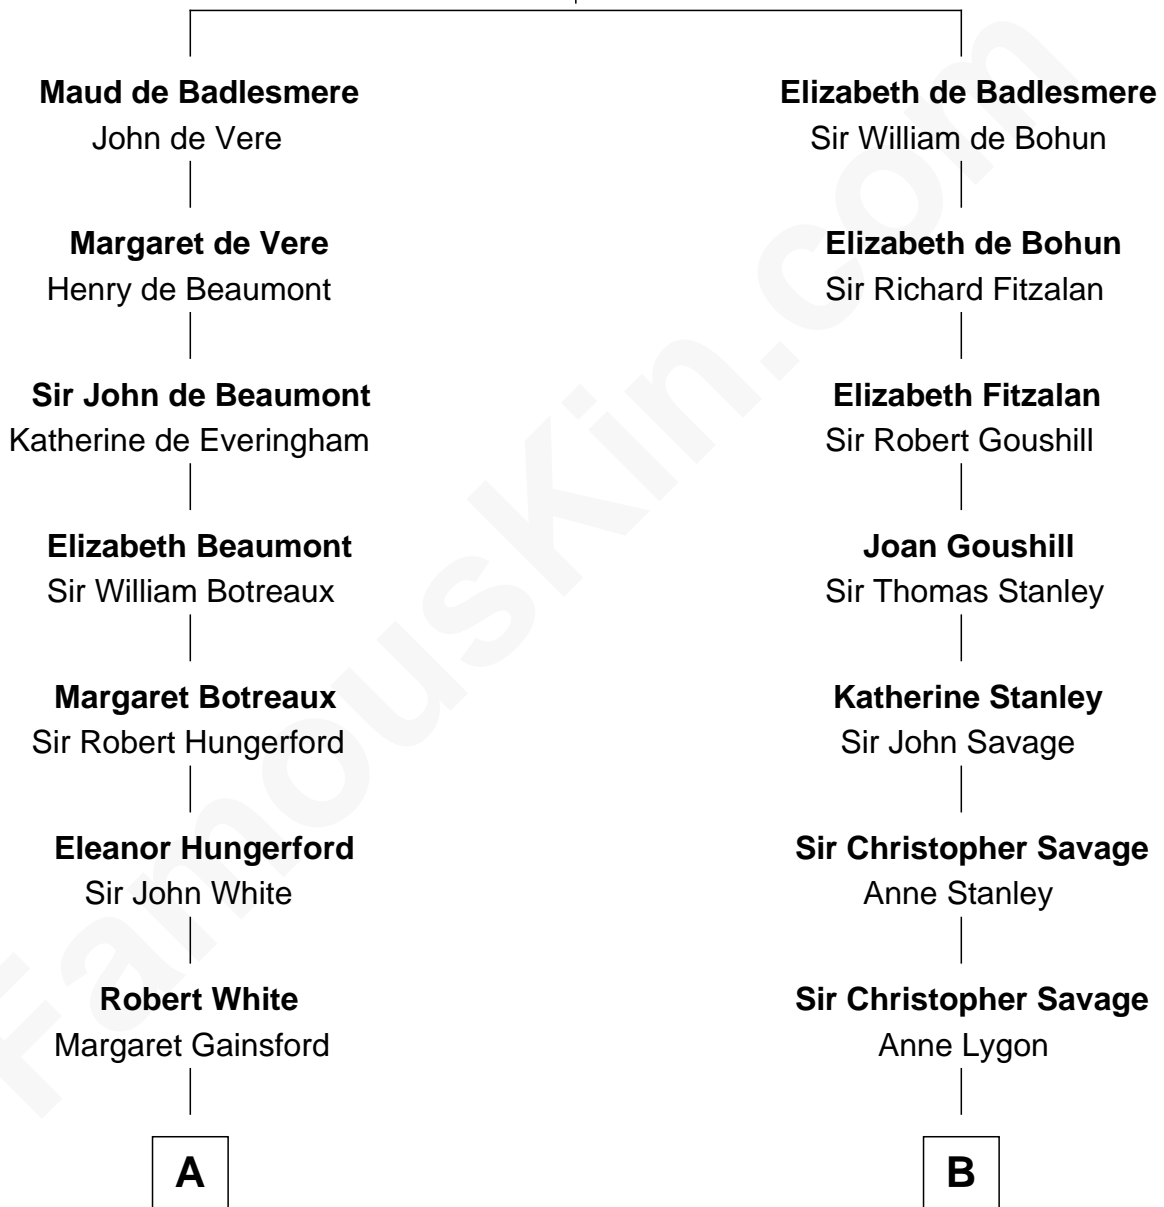 Maud de Badlesmere
John de Vere
Margaret de Vere
Henry de Beaumont
Sir John de Beaumont
Katherine de Everingham
Elizabeth Beaumont
Sir William Botreaux
Margaret Botreaux
Sir Robert Hungerford
Eleanor Hungerford
Sir John White
Robert White
Margaret Gainsford
A
Elizabeth de Badlesmere
Sir William de Bohun
Elizabeth de Bohun
Sir Richard Fitzalan
Elizabeth Fitzalan
Sir Robert Goushill
Joan Goushill
Sir Thomas Stanley
Katherine Stanley
Sir John Savage
Sir Christopher Savage
Anne Stanley
Sir Christopher Savage
Anne Lygon
B
FamousKin.com